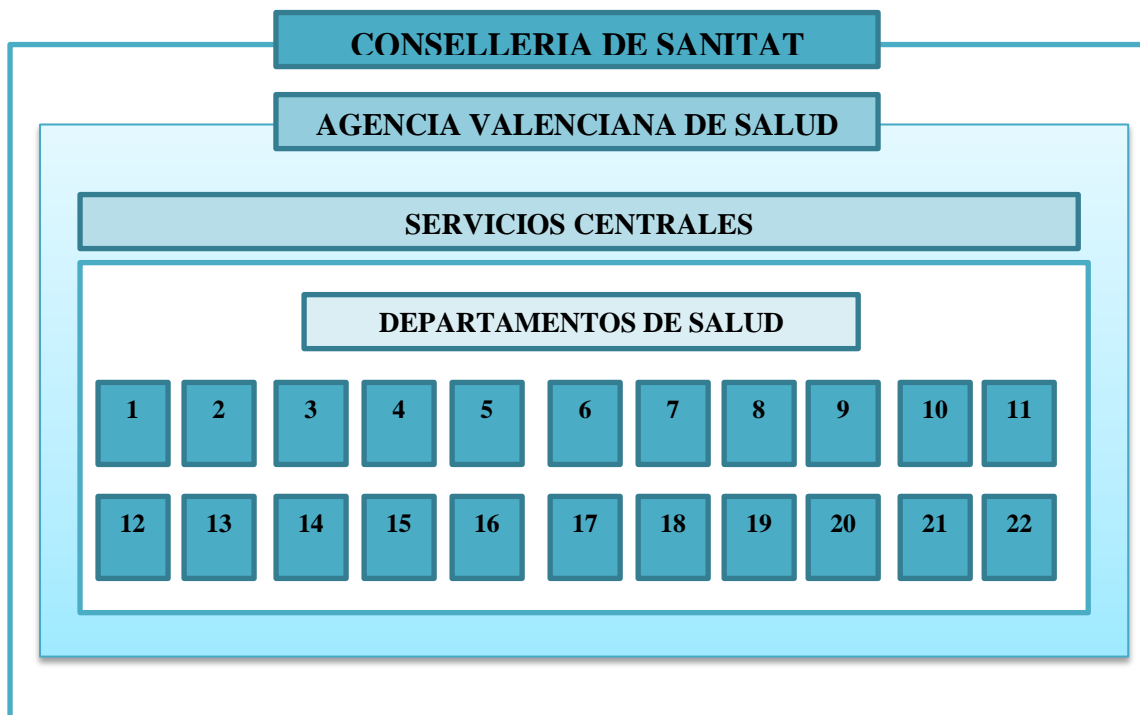 CONSELLERIA DE SANITAT
AGENCIA VALENCIANA DE SALUD
SERVICIOS CENTRALES
DEPARTAMENTOS DE SALUD
1 2 3 4 5 6 7 8 9 10 11
12 13 14 15 16 17 18 19 20 21 22